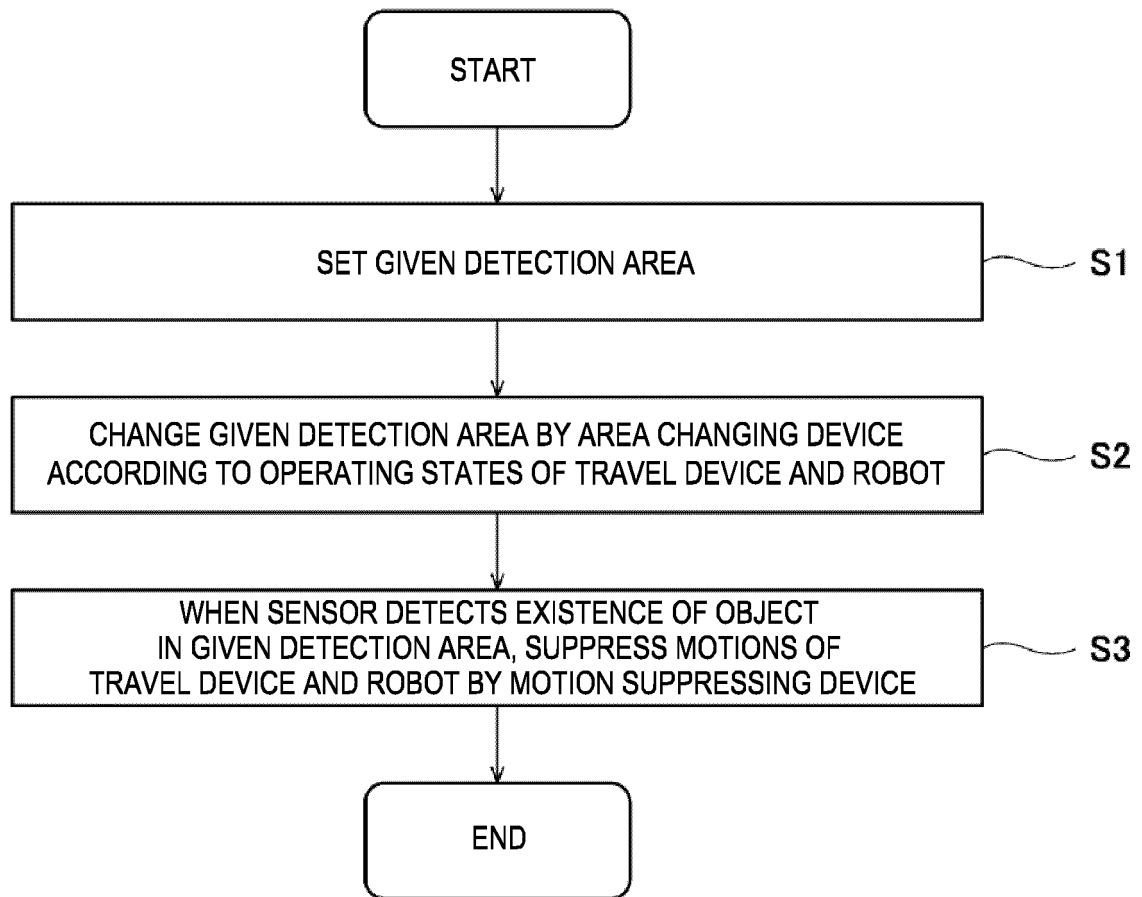 START
SET GIVEN DETECTION AREA
S1
CHANGE GIVEN DETECTION AREA BY AREA CHANGING DEVICE
ACCORDING TO OPERATING STATES OF TRAVEL DEVICE AND ROBOT
S2
WHEN SENSOR DETECTS EXISTENCE OF OBJECT
IN GIVEN DETECTION AREA, SUPPRESS MOTIONS OF
TRAVEL DEVICE AND ROBOT BY MOTION SUPPRESSING DEVICE
S3
END